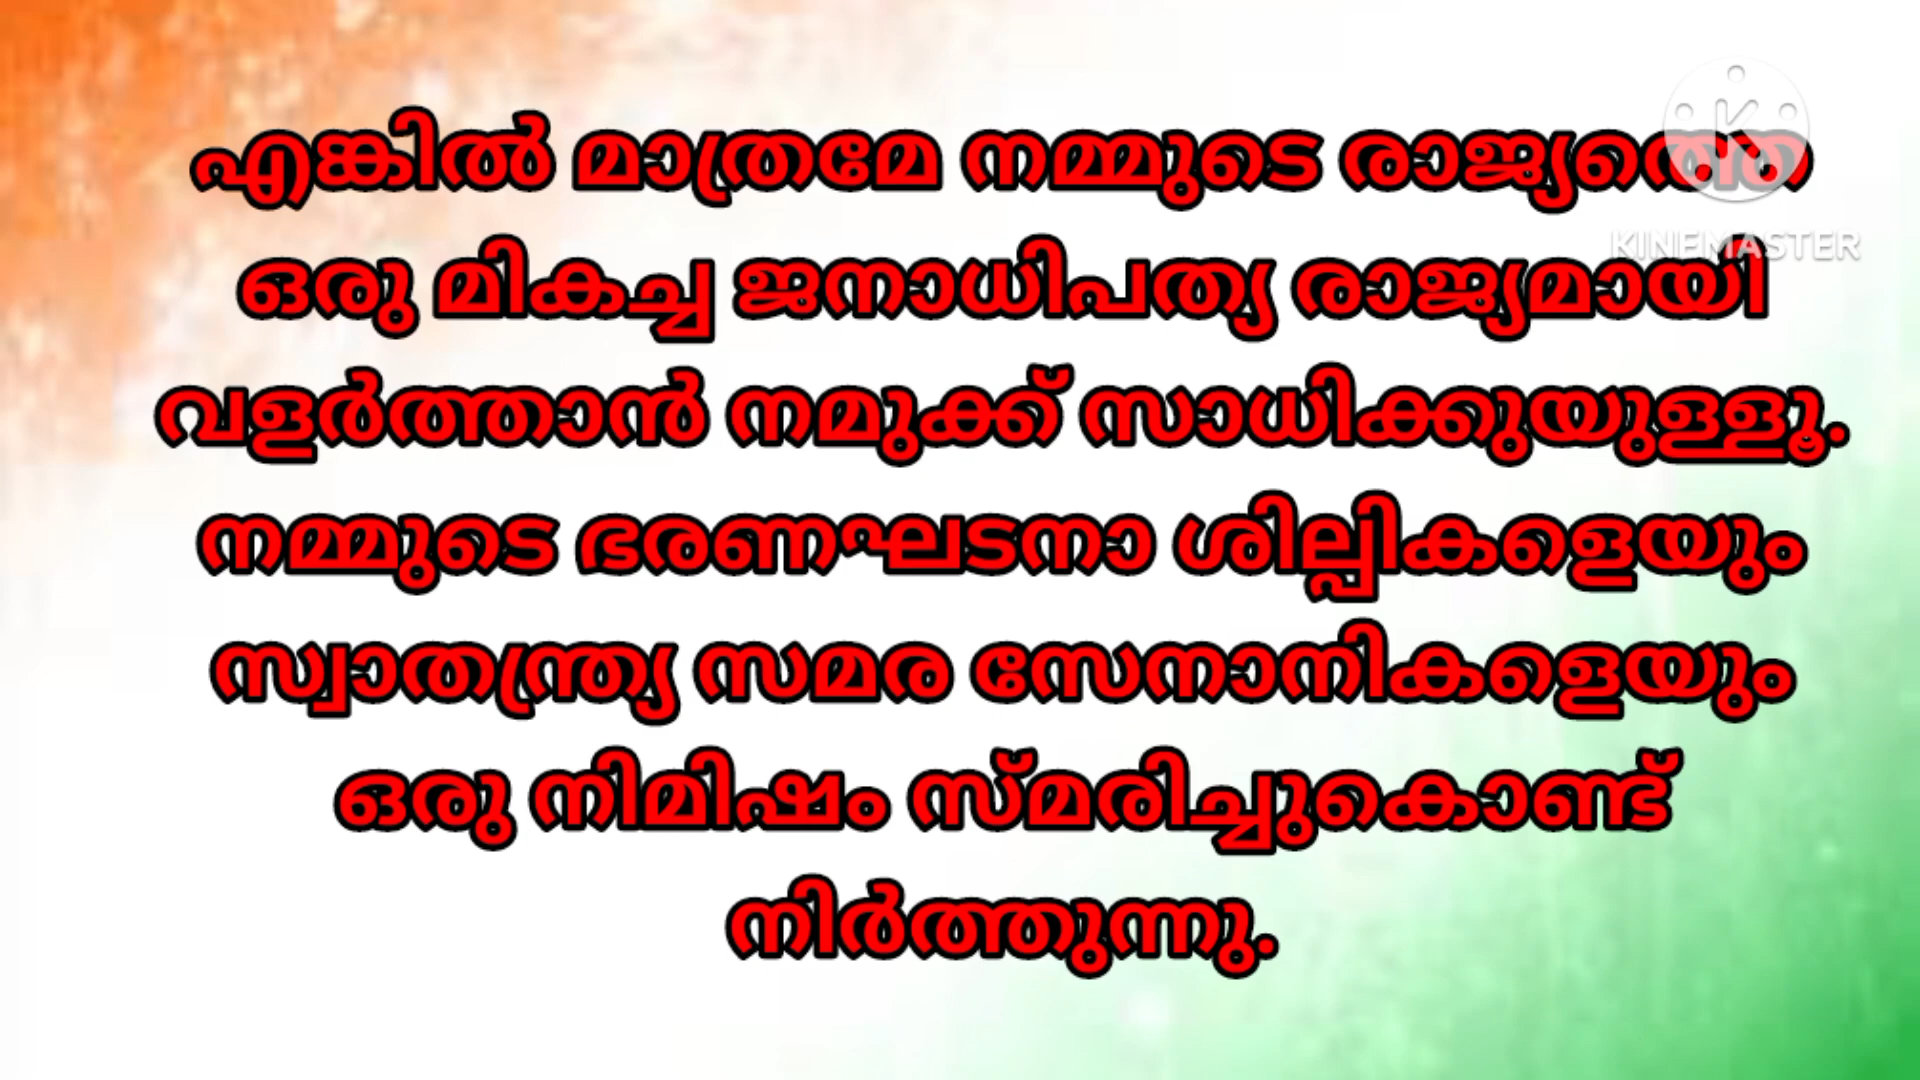 എങ്കിൽ മാത്രമേ നമ്മുടെ രാജ്യത്തെ
ഒരു മികച്ച ജനാധിപത്യ രാജ്യമായി
വളർത്താൻ നമുക്ക് സാധിക്കുയുള്ളൂ.
നമ്മുടെ ഭരണഘടനാ ശില്പികളെയും
സ്വാതന്ത്ര്യ സമര സേനാനികളെയും
ഒരു നിമിഷം സ്മരിച്ചുകൊണ്ട്
നിർത്തുന്നു.
K
KINEMASTER